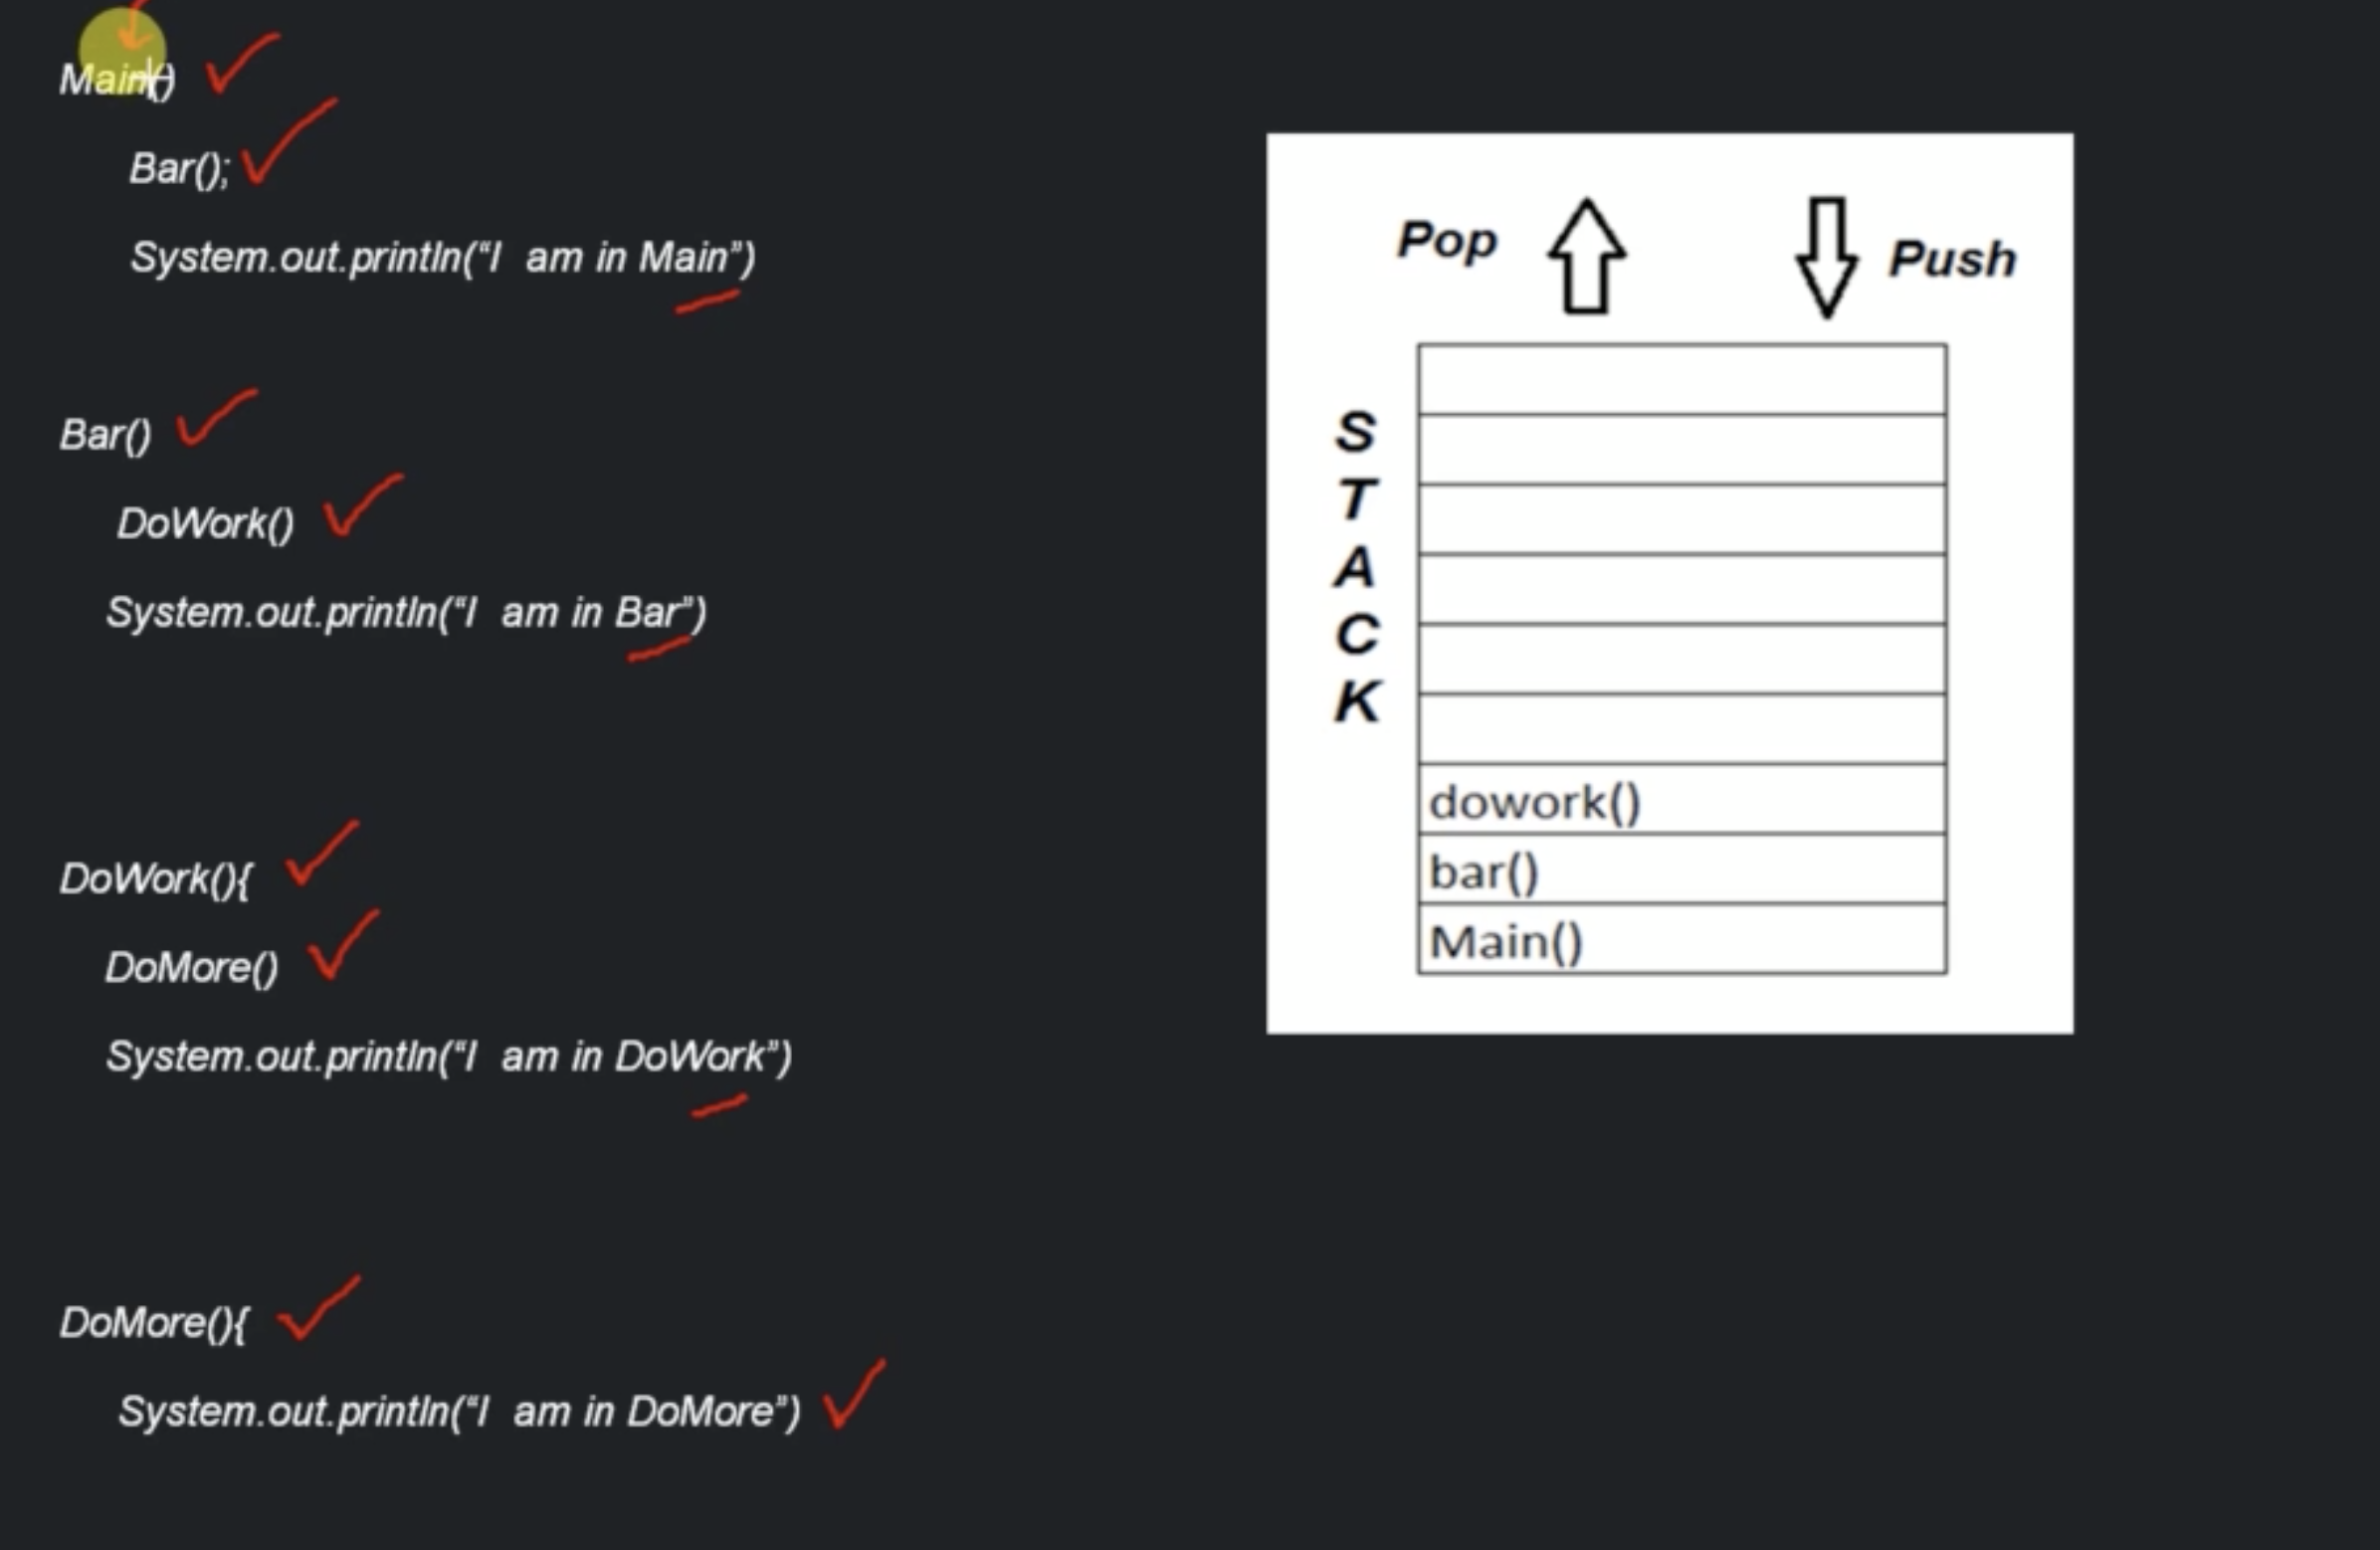 Main()
Bar();
System.out.println(“I  am in Main”)
Bar()
DoWork()
System.out.println(“I  am in Bar”)
DoWork(){
DoMore()
System.out.println(“I  am in DoWork”)
DoMore(){
System.out.println(“I  am in DoMore”)
Pop
Push
STACK
dowork()
bar()
Main()